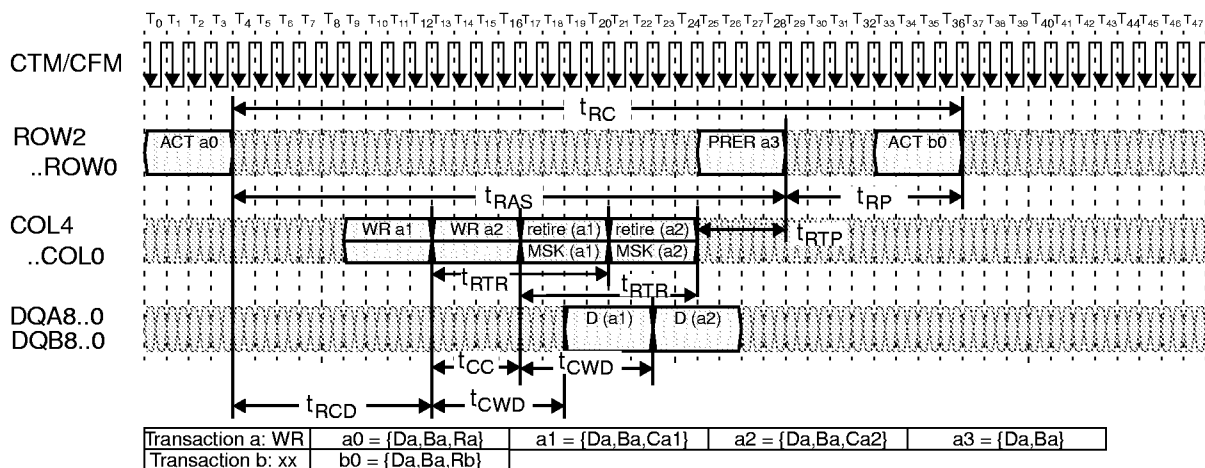 T0 T1 T2 T3 T4 T5 T6 T7 T8 T9 T10 T11 T12 T13 T14 T15 T16 T17 T18 T19 T20 T21 T22 T23 T24 T25 T26 T27 T28 T29 T30 T31 T32 T33 T34 T35 T36 T37 T38 T39 T40 T41 T42 T43 T44 T45 T46 T47
CTM/CFM
tRC
ROW2
..ROW0
ACT a0
PRER a3
ACT b0
tRAS
tRP
COL4
..COL0
WR a1
WR a2
retire (a1)
retire (a2)
MSK (a1)
MSK (a2)
tRTP
tRTR
tRTR
DQA8..0
DQB8..0
D (a1)
D (a2)
tCC
tCWD
tRCD
tCWD
Transaction a: WR
a0 = {Da,Ba,Ra}
a1 = {Da,Ba,Ca1}
a2 = {Da,Ba,Ca2}
a3 = {Da,Ba}
Transaction b: xx
b0 = {Da,Ba,Rb}